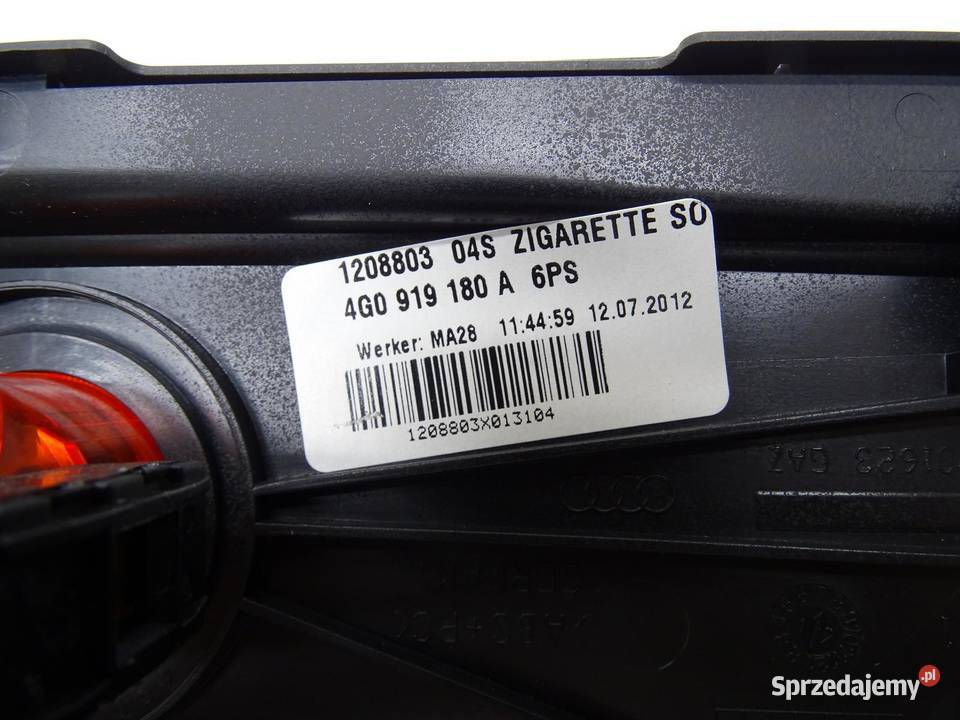 1208803 04S ZIGARETTE SO
4G0 919 180 A 6PS
Werker: MA28 11:44:59 12.07.2012
1208803X013104
Sprzedajemy.pl